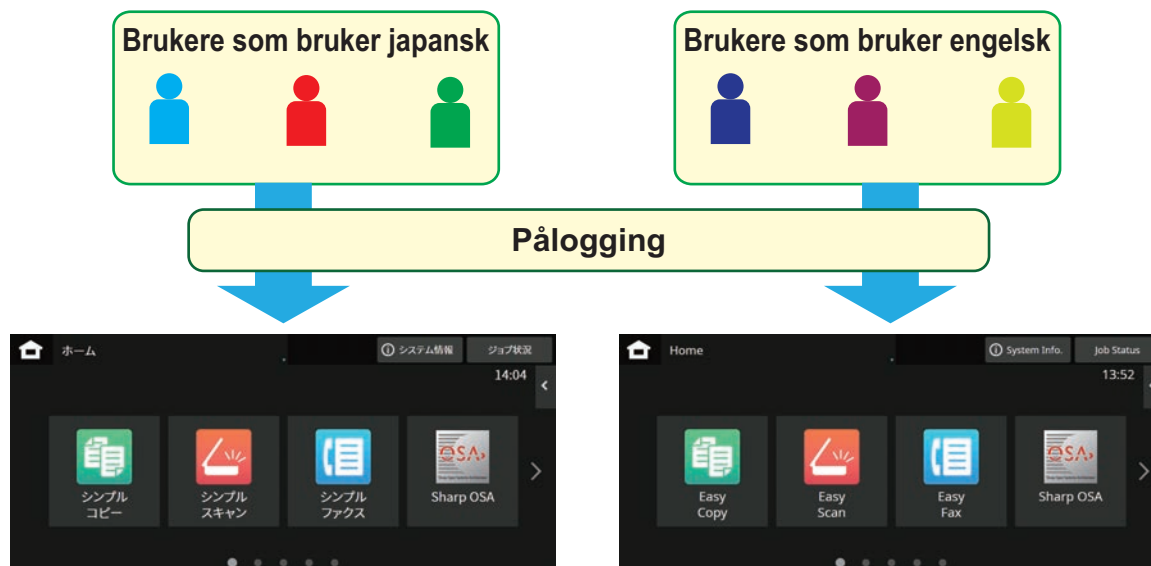 Brukere som bruker japansk
Brukere som bruker engelsk
Pålogging
ホーム
システム情報
ジョブ状況
14:04
シンプル
コピー
シンプル
スキャン
シンプル
ファクス
OSA
Sharp OSA
Home
System Info.
Job Status
13:52
Easy
Copy
Easy
Scan
Easy
Fax
OSA
Sharp OSA